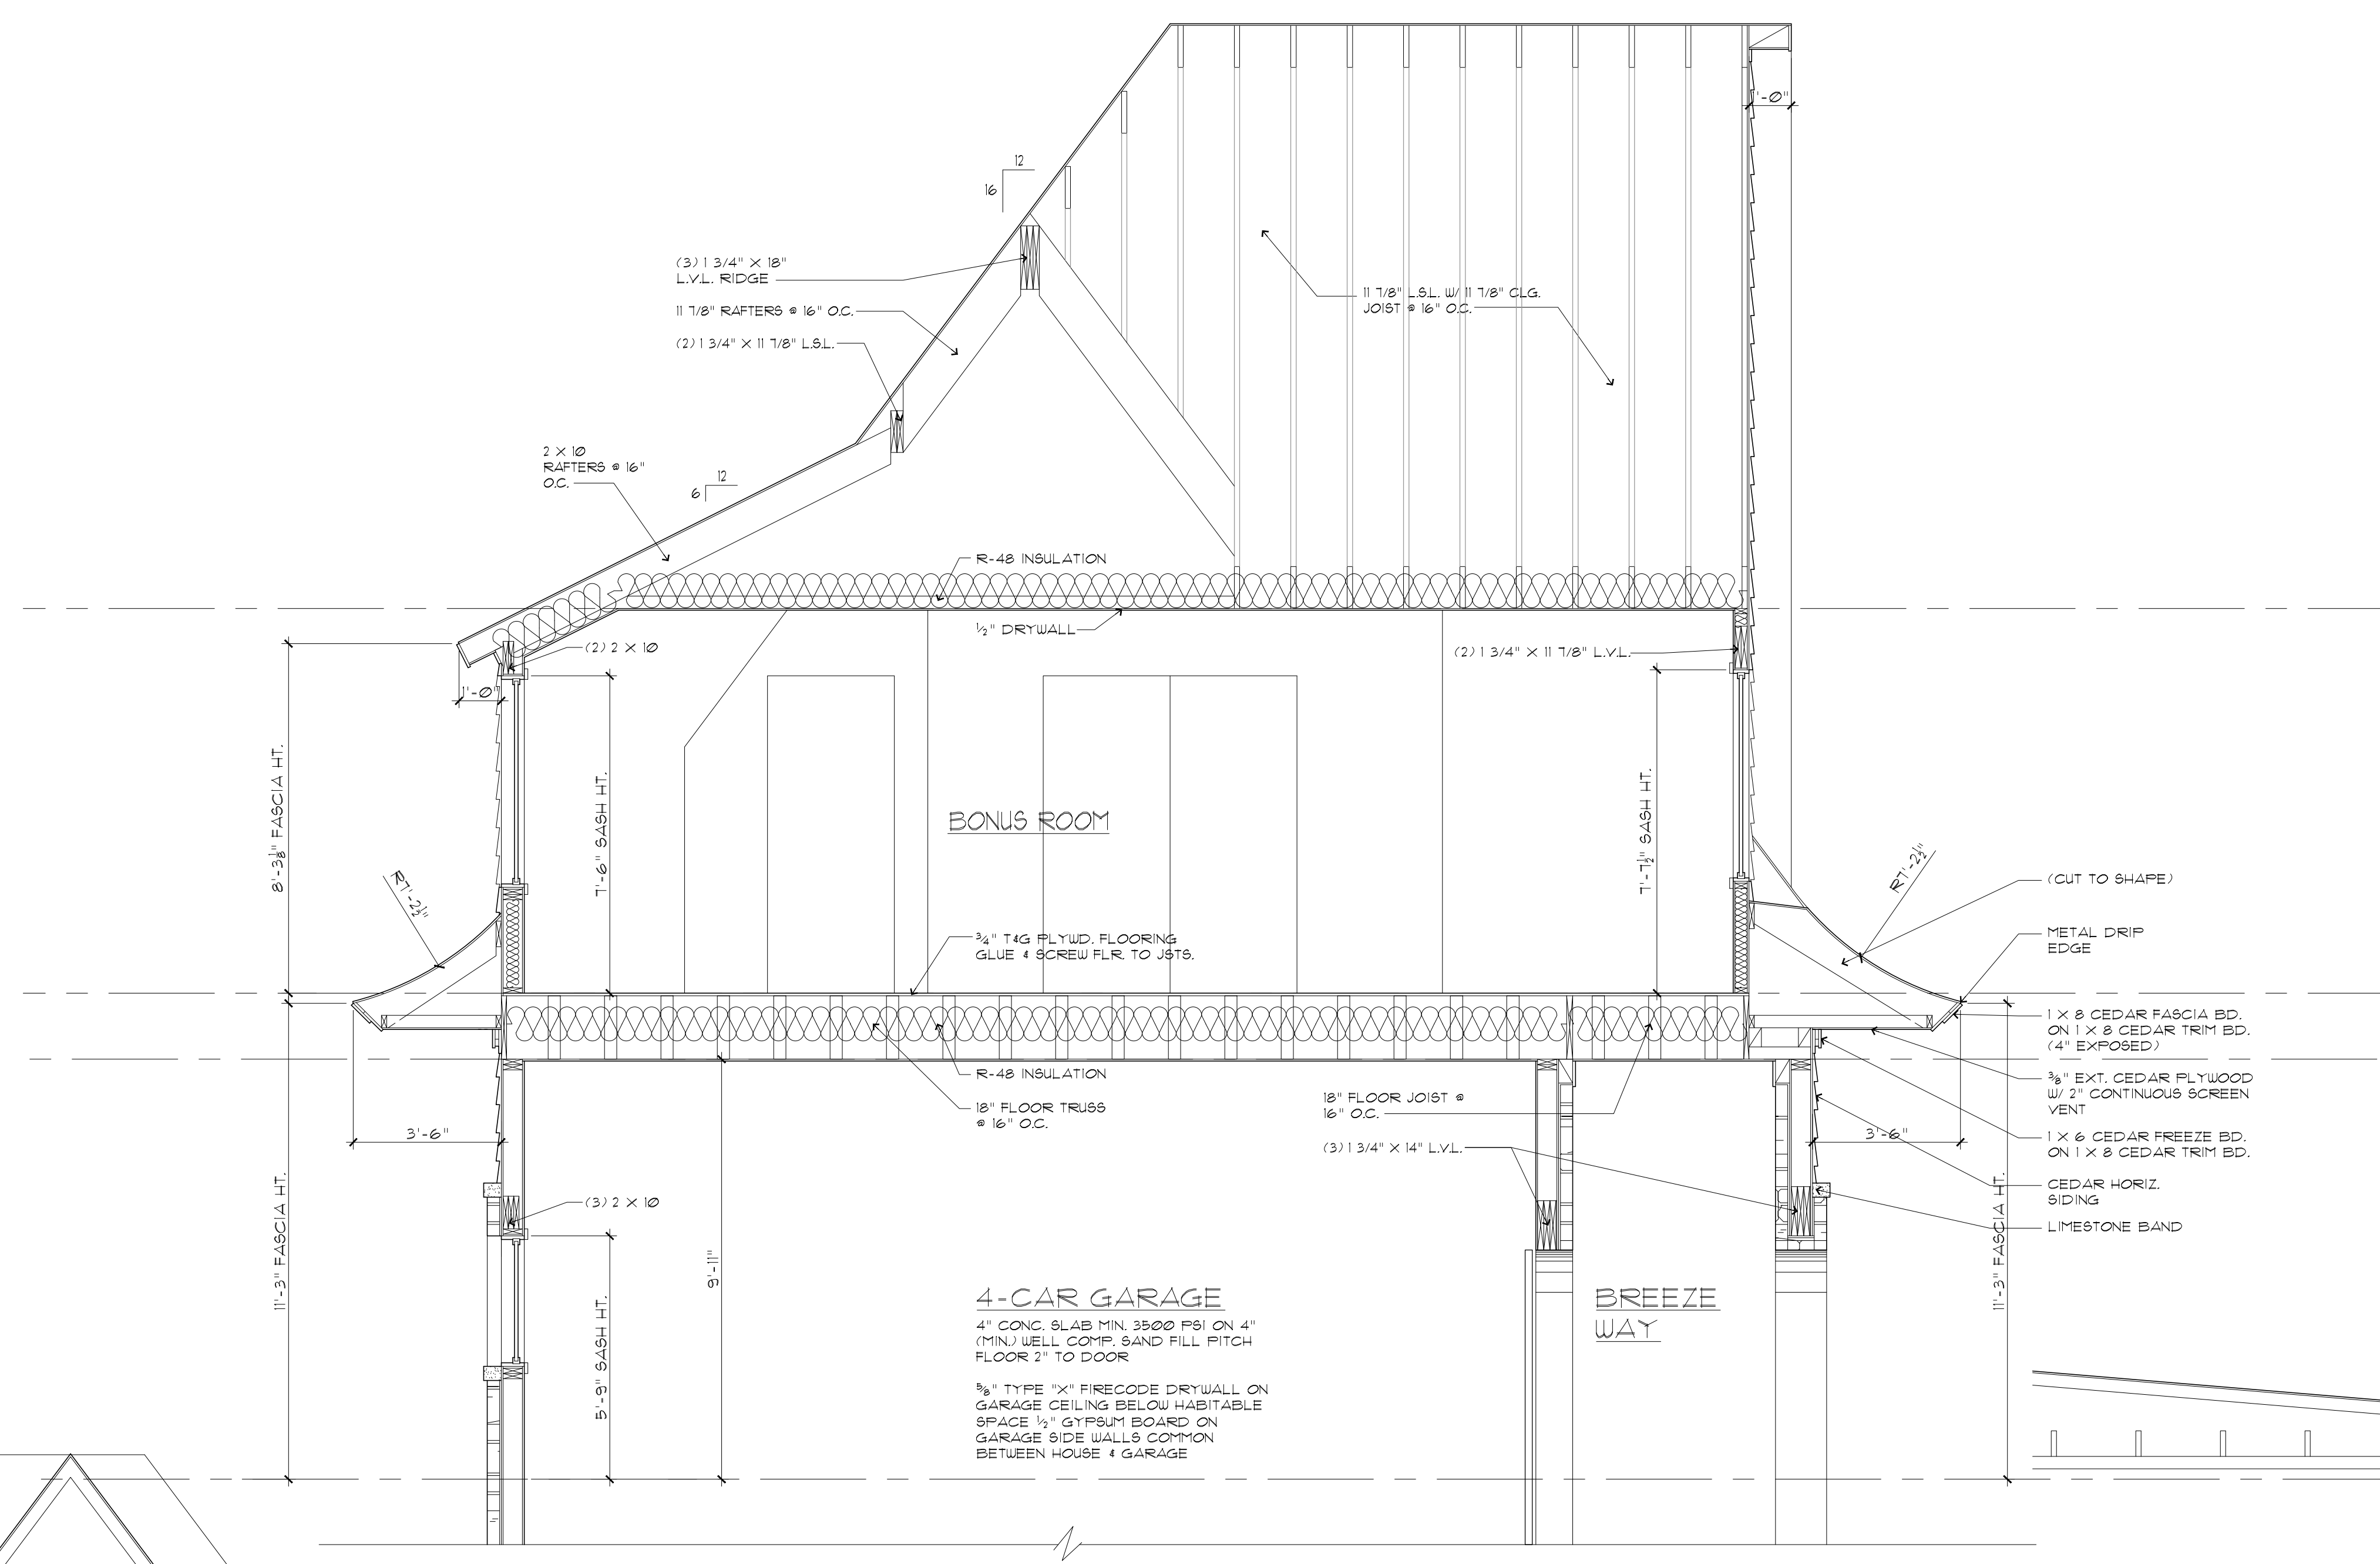 1'-0"
12
16
(3) 1 3/4" X 18"
L.V.L. RIDGE
11 7/8" RAFTERS @ 16" O.C.
(2) 1 3/4" X 11 7/8" L.S.L.
11 7/8" L.S.L. W/ 11 7/8" CLG.
JOIST @ 16" O.C.
2 X 10
RAFTERS @ 16"
O.C.
12
6
R-48 INSULATION
1/2" DRYWALL
(2) 2 X 10
(2) 1 3/4" X 11 7/8" L.V.L.
1'-0"
8'-3 1/8" FASCIA HT.
7'-6" SASH HT.
7'-7 1/2" SASH HT.
BONUS ROOM
R7'-2 1/2"
R7'-2 1/2"
(CUT TO SHAPE)
METAL DRIP
EDGE
3/4" T&G PLYWD. FLOORING
GLUE & SCREW FLR. TO JSTS.
1 X 8 CEDAR FASCIA BD.
ON 1 X 8 CEDAR TRIM BD.
(4" EXPOSED)
3/8" EXT. CEDAR PLYWOOD
W/ 2" CONTINUOUS SCREEN
VENT
1 X 6 CEDAR FREEZE BD.
ON 1 X 8 CEDAR TRIM BD.
CEDAR HORIZ.
SIDING
LIMESTONE BAND
R-48 INSULATION
18" FLOOR TRUSS
@ 16" O.C.
18" FLOOR JOIST @
16" O.C.
(3) 1 3/4" X 14" L.V.L.
3'-6"
3'-6"
(3) 2 X 10
11'-3" FASCIA HT.
5'-9" SASH HT.
9'-11"
11'-3" FASCIA HT.
4-CAR GARAGE
4" CONC. SLAB MIN. 3500 PSI ON 4"
(MIN.) WELL COMP. SAND FILL PITCH
FLOOR 2" TO DOOR
5/8" TYPE "X" FIRECODE DRYWALL ON
GARAGE CEILING BELOW HABITABLE
SPACE 1/2" GYPSUM BOARD ON
GARAGE SIDE WALLS COMMON
BETWEEN HOUSE & GARAGE
BREEZE
WAY